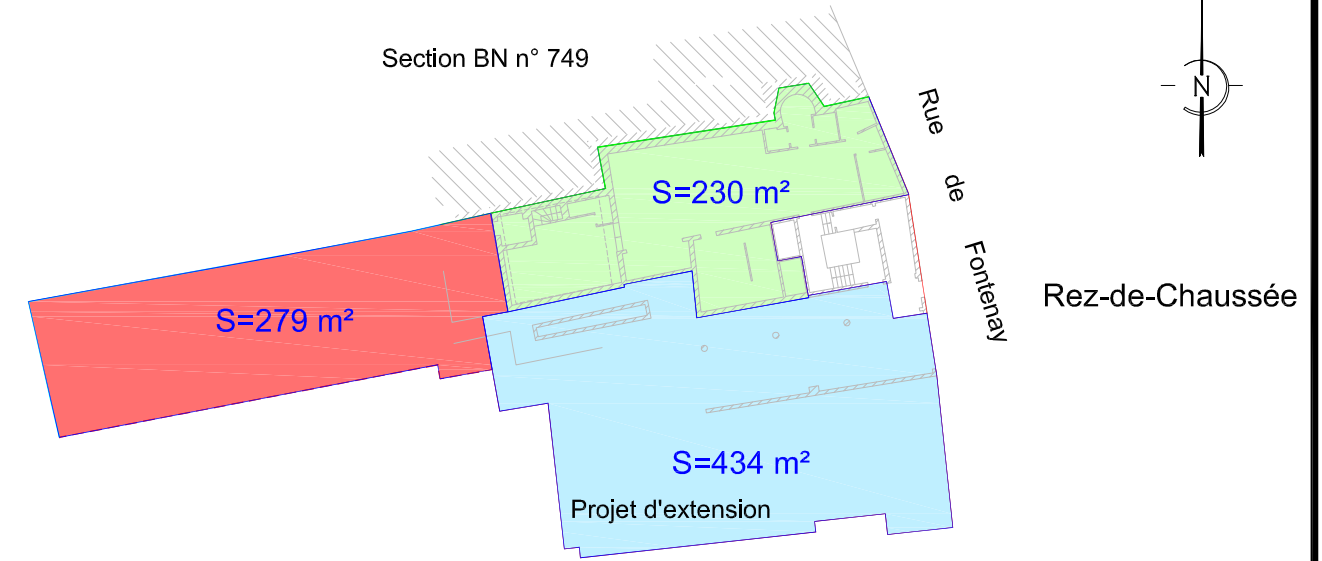 Section BN n° 749
N
Rue de Fontenay
S=230 m²
Rez-de-Chaussée
S=279 m²
S=434 m²
Projet d'extension